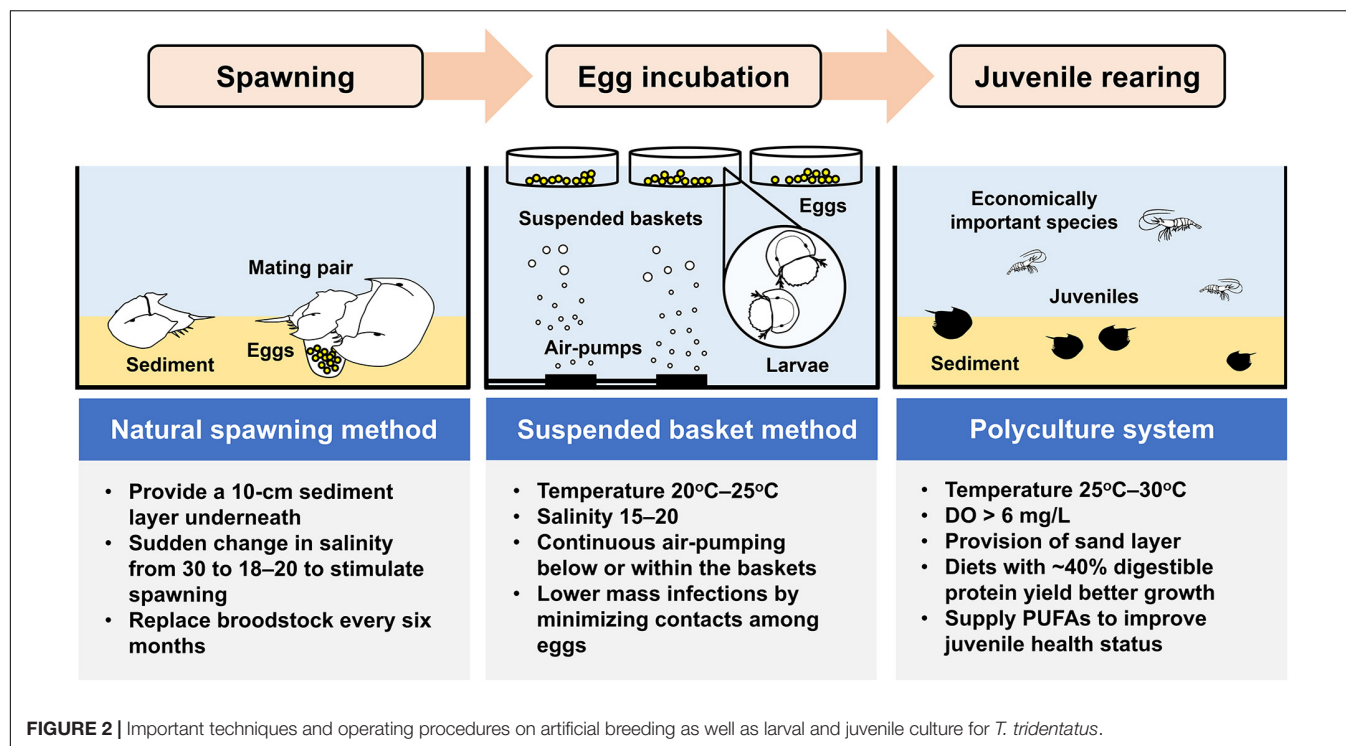 Spawning
Egg incubation
Juvenile rearing
Mating pair
Sediment
Eggs
Suspended baskets
Eggs
Air-pumps
Larvae
Economically
important species
Juveniles
Sediment
Natural spawning method
• Provide a 10-cm sediment
layer underneath
• Sudden change in salinity
from 30 to 18–20 to stimulate
spawning
• Replace broodstock every six
months
Suspended basket method
• Temperature 20°C–25°C
• Salinity 15–20
• Continuous air-pumping
below or within the baskets
• Lower mass infections by
minimizing contacts among
eggs
Polyculture system
• Temperature 25°C–30°C
• DO > 6 mg/L
• Provision of sand layer
• Diets with ~40% digestible
protein yield better growth
• Supply PUFAs to improve
juvenile health status
FIGURE 2 | Important techniques and operating procedures on artificial breeding as well as larval and juvenile culture for T. tridentatus.